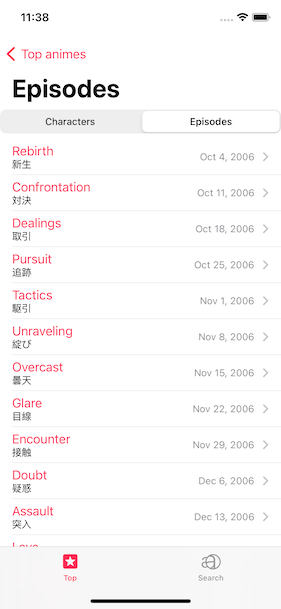 11:38
Top animes
Episodes
Characters
Episodes
Rebirth
新生
Oct 4, 2006
Confrontation
対決
Oct 11, 2006
Dealings
取引
Oct 18, 2006
Pursuit
追跡
Oct 25, 2006
Tactics
駆引
Nov 1, 2006
Unraveling
綻び
Nov 8, 2006
Overcast
曇天
Nov 15, 2006
Glare
目線
Nov 22, 2006
Encounter
接触
Nov 29, 2006
Doubt
疑惑
Dec 6, 2006
Assault
突入
Dec 13, 2006
Love
Top
Search